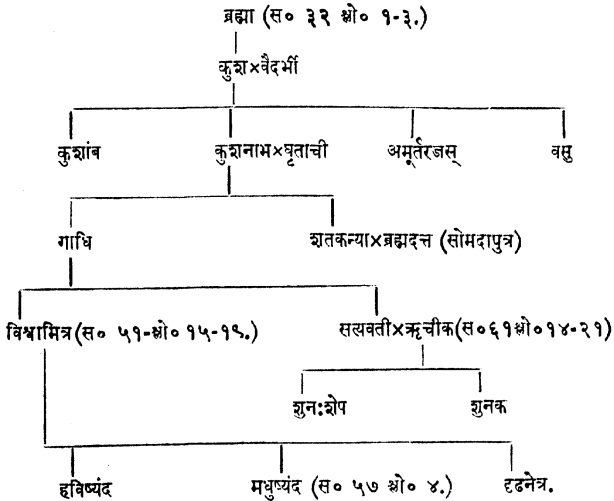 ब्रह्मा (स० ३२ श्लो० १-३.)
कुश×वैदर्भी
कुशांब कुशनाभ×घृताची अमूर्तरजस् वसु
गाधि शतकन्या×ब्रह्मदत्त (सोमदापुत्र)
विश्वामित्र(स० ५१-श्लो० १५-१९.) सत्यवती×ऋचीक(स०६१श्लो०१४-२१)
शुनःशेप शुनक
हविष्यंद मधुष्यंद (स० ५७ श्लो० ४.) दृढनेत्र.